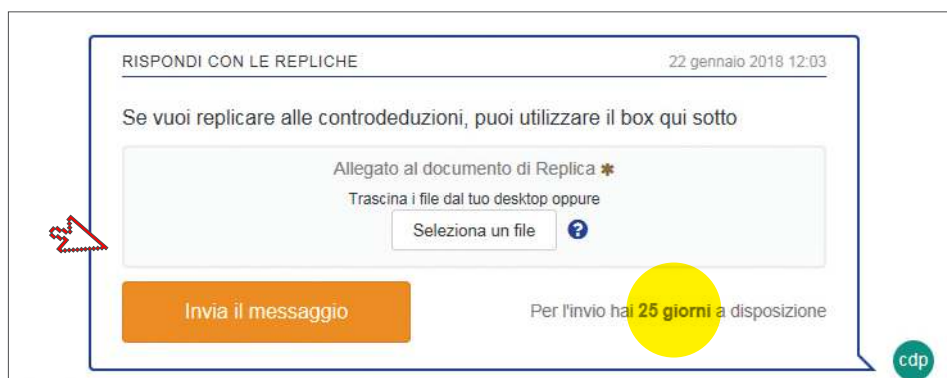 RISPONDI CON LE REPLICHE 22 gennaio 2018 12:03
Se vuoi replicare alle controdeduzioni, puoi utilizzare il box qui sotto
Allegato al documento di Replica ✱
Trascina i file dal tuo desktop oppure
Seleziona un file ?
Invia il messaggio Per l'invio hai 25 giorni a disposizione
cdp